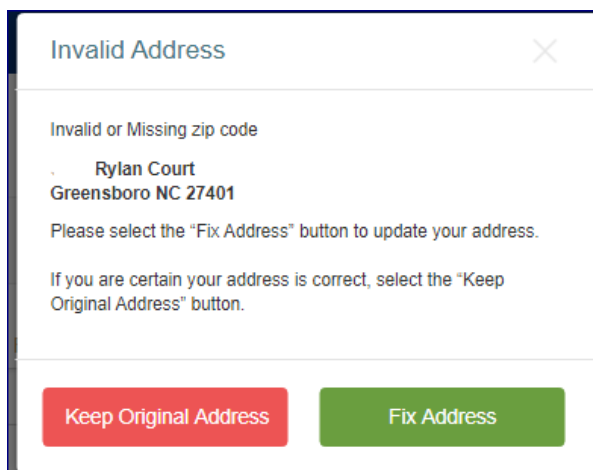 Invalid Address
Invalid or Missing zip code
Rylan Court
Greensboro NC 27401
Please select the “Fix Address” button to update your address.
If you are certain your address is correct, select the “Keep
Original Address” button.
Keep Original Address
Fix Address